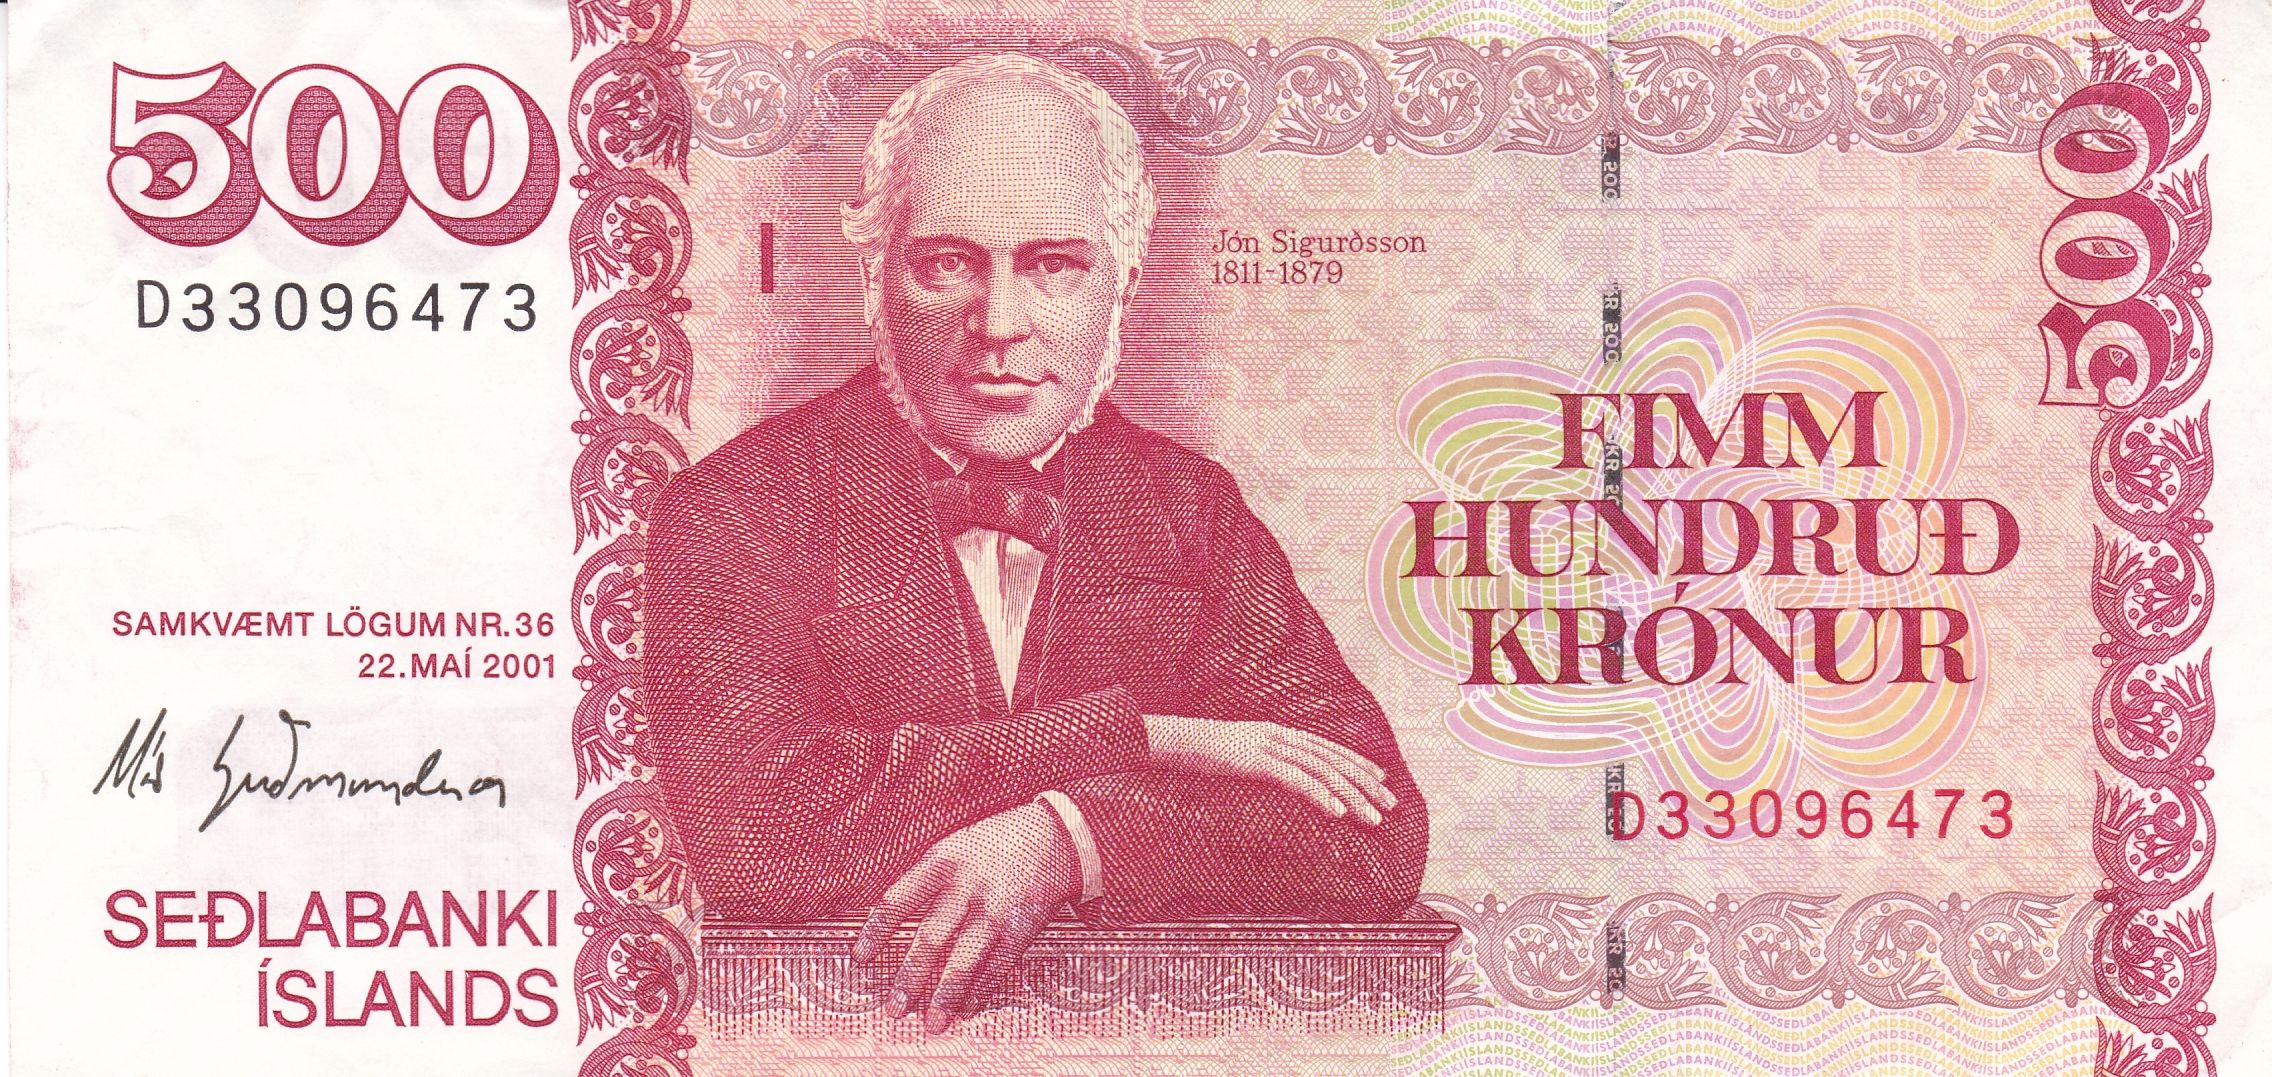 500
D33096473
SAMKVÆMT LÖGUM NR. 36
22. MAÍ 2001
Már Guðmundsson
SEÐLABANKI
ÍSLANDS
Jón Sigurðsson
1811-1879
FIMM
HUNDRUÐ
KRÓNUR
D33096473
500